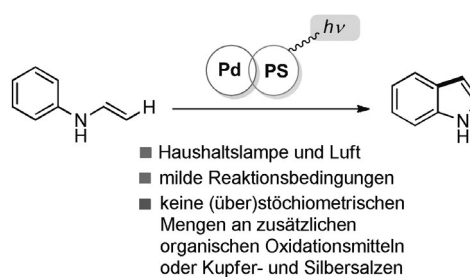 hν
Pd PS
H
N
H
N
H
Haushaltslampe und Luft
milde Reaktionsbedingungen
keine (über)stöchiometrischen
Mengen an zusätzlichen
organischen Oxidationsmitteln
oder Kupfer- und Silbersalzen